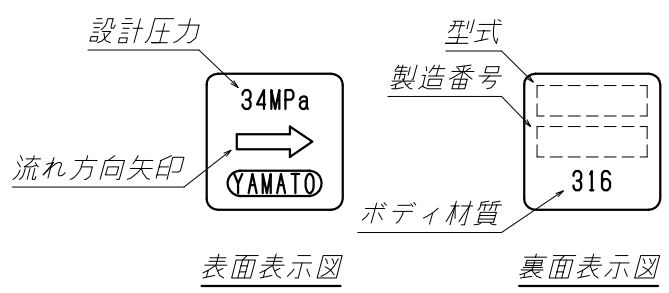 設計圧力
34MPa
流れ方向矢印
YAMATO
表面表示図
型式
製造番号
316
ボディ材質
裏面表示図